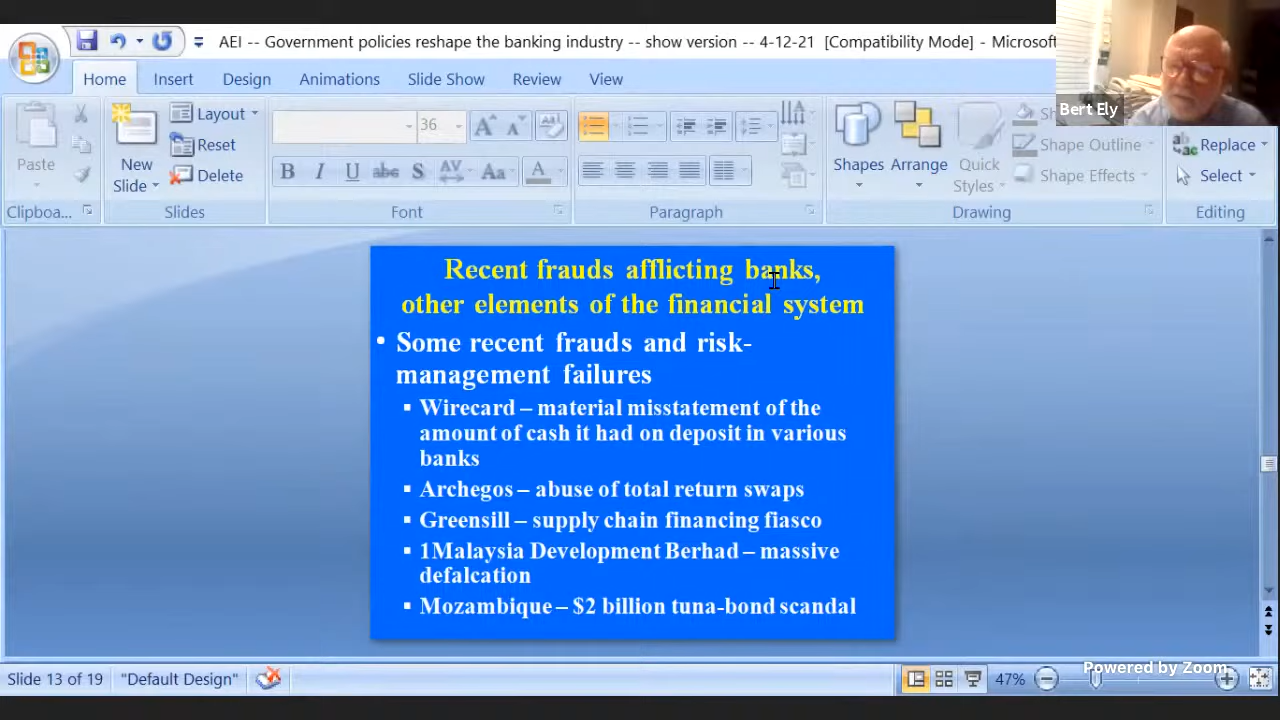 AEI -- Government policies reshape the banking industry -- show version -- 4-12-21 [Compatibility Mode] - Microsoft
Bert Ely
Home Insert Design Animations Slide Show Review View
Paste
New
Slide
Layout
Reset
Delete
36
B I U abc S AV Aa A
Shapes
Arrange
Quick
Styles
Shape Outline
Shape Effects
Replace
Select
Clipboa... Slides Font Paragraph Drawing Editing
Recent frauds afflicting banks,
other elements of the financial system
• Some recent frauds and risk-
management failures
▪ Wirecard – material misstatement of the
amount of cash it had on deposit in various
banks
▪ Archegos – abuse of total return swaps
▪ Greensill – supply chain financing fiasco
▪ 1Malaysia Development Berhad – massive
defalcation
▪ Mozambique – $2 billion tuna-bond scandal
Powered by Zoom
Slide 13 of 19 "Default Design" 47%